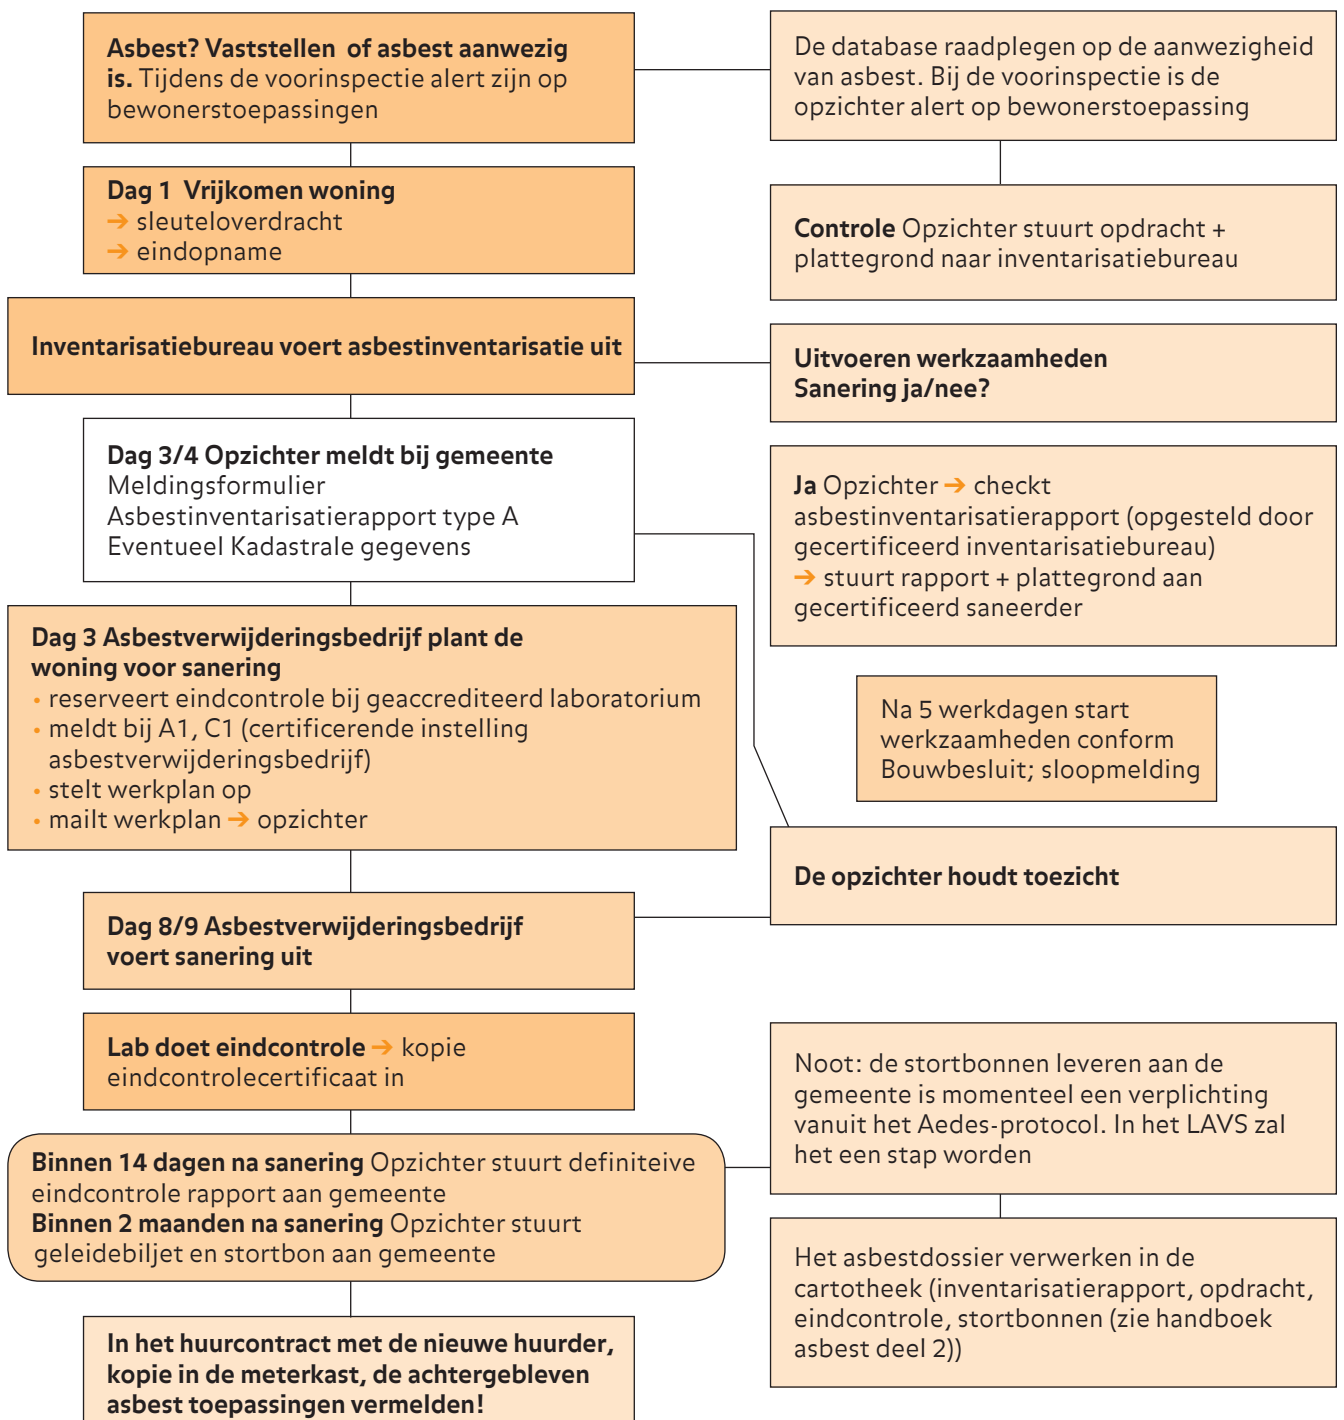 Asbest? Vaststellen of asbest aanwezig
is. Tijdens de voorinspectie alert zijn op
bewonerstoepassingen
De database raadplegen op de aanwezigheid
van asbest. Bij de voorinspectie is de
opzichter alert op bewonerstoepassing
Dag 1 Vrijkomen woning
➔ sleuteloverdracht
➔ eindopname
Controle Opzichter stuurt opdracht +
plattegrond naar inventarisatiebureau
Inventarisatiebureau voert asbestinventarisatie uit
Uitvoeren werkzaamheden
Sanering ja/nee?
Dag 3/4 Opzichter meldt bij gemeente
Meldingsformulier
Asbestinventarisatierapport type A
Eventueel Kadastrale gegevens
Ja Opzichter ➔ checkt
asbestinventarisatierapport (opgesteld door
gecertificeerd inventarisatiebureau)
➔ stuurt rapport + plattegrond aan
gecertificeerd saneerder
Dag 3 Asbestverwijderingsbedrijf plant de
woning voor sanering
• reserveert eindcontrole bij geaccrediteerd laboratorium
• meldt bij A1, C1 (certificerende instelling
asbestverwijderingsbedrijf)
• stelt werkplan op
• mailt werkplan ➔ opzichter
Na 5 werkdagen start
werkzaamheden conform
Bouwbesluit; sloopmelding
De opzichter houdt toezicht
Dag 8/9 Asbestverwijderingsbedrijf
voert sanering uit
Lab doet eindcontrole ➔ kopie
eindcontrolecertificaat in
Noot: de stortbonnen leveren aan de
gemeente is momenteel een verplichting
vanuit het Aedes-protocol. In het LAVS zal
het een stap worden
Binnen 14 dagen na sanering Opzichter stuurt definiteive
eindcontrole rapport aan gemeente
Binnen 2 maanden na sanering Opzichter stuurt
geleidebiljet en stortbon aan gemeente
Het asbestdossier verwerken in de
cartotheek (inventarisatierapport, opdracht,
eindcontrole, stortbonnen (zie handboek
asbest deel 2))
In het huurcontract met de nieuwe huurder,
kopie in de meterkast, de achtergebleven
asbest toepassingen vermelden!